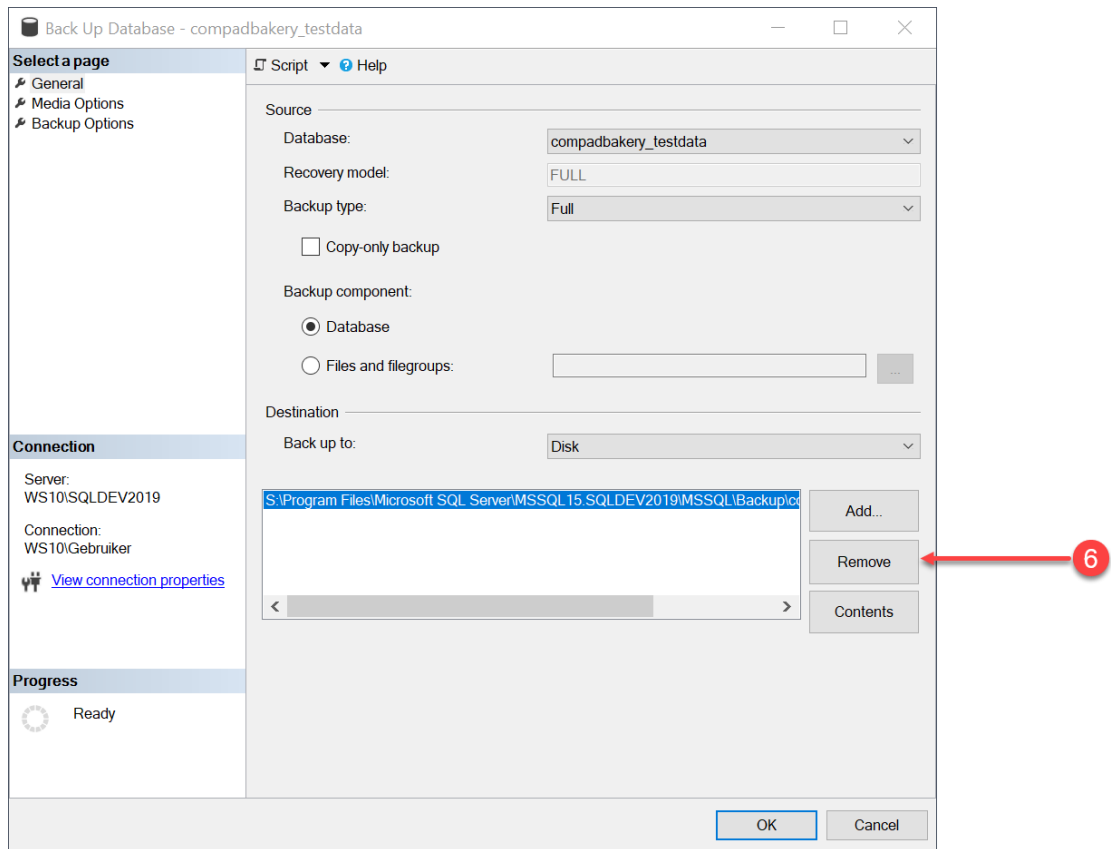 Back Up Database - compadbakery_testdata
Select a page
General
Media Options
Backup Options
Script
Help
Source
Database:
compadbakery_testdata
Recovery model:
FULL
Backup type:
Full
Copy-only backup
Backup component:
Database
Files and filegroups:
...
Destination
Back up to:
Disk
S:\Program Files\Microsoft SQL Server\MSSQL15.SQLDEV2019\MSSQL\Backup\co
Add...
Remove
Contents
6
Connection
Server:
WS10\SQLDEV2019
Connection:
WS10\Gebruiker
View connection properties
Progress
Ready
OK
Cancel